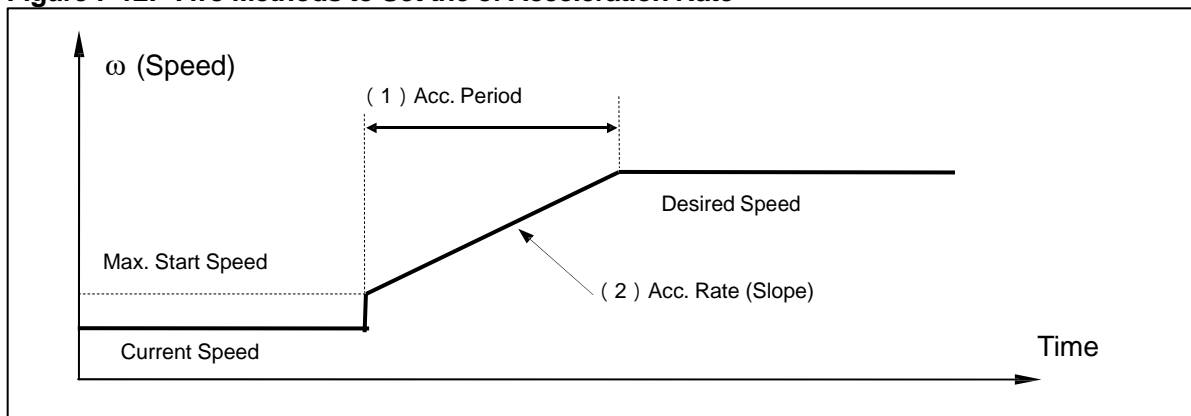 ω (Speed)
( 1 ) Acc. Period
Desired Speed
Max. Start Speed
( 2 ) Acc. Rate (Slope)
Current Speed
Time